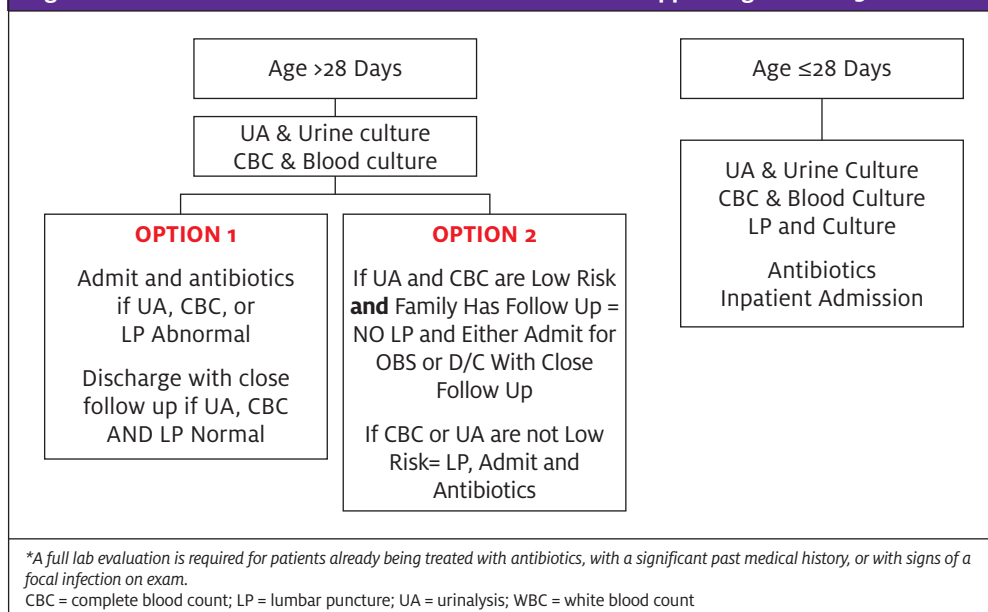 Age >28 Days
UA & Urine culture
CBC & Blood culture
OPTION 1
Admit and antibiotics
if UA, CBC, or
LP Abnormal
Discharge with close
follow up if UA, CBC
AND LP Normal
OPTION 2
If UA and CBC are Low Risk
and Family Has Follow Up =
NO LP and Either Admit for
OBS or D/C With Close
Follow Up
If CBC or UA are not Low
Risk= LP, Admit and
Antibiotics
Age ≤28 Days
UA & Urine Culture
CBC & Blood Culture
LP and Culture
Antibiotics
Inpatient Admission
*A full lab evaluation is required for patients already being treated with antibiotics, with a significant past medical history, or with signs of a
focal infection on exam.
CBC = complete blood count; LP = lumbar puncture; UA = urinalysis; WBC = white blood count